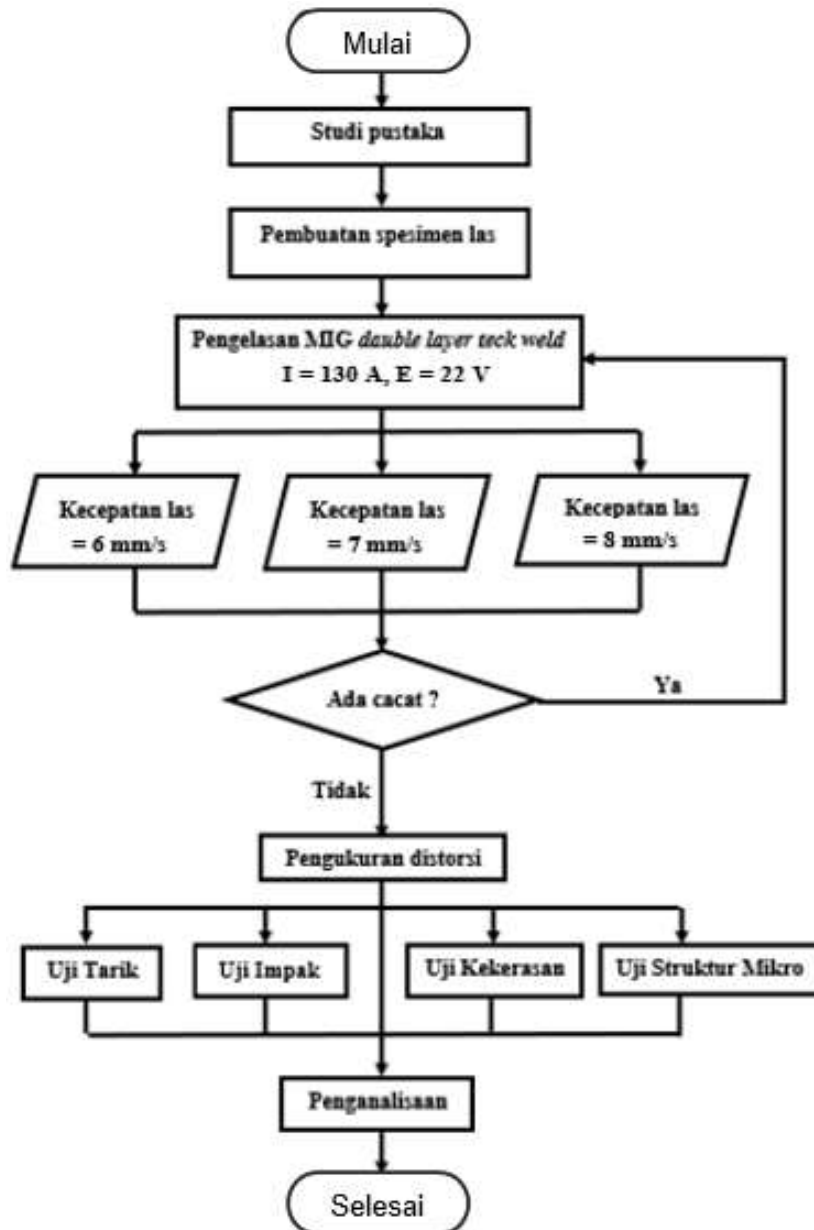 Mulai
Studi pustaka
Pembuatan spesimen las
Pengelasan MIG dauble layer teck weld
I = 130 A, E = 22 V
Kecepatan las
= 6 mm/s
Kecepatan las
= 7 mm/s
Kecepatan las
= 8 mm/s
Ada cacat ?
Ya
Tidak
Pengukuran distorsi
Uji Tarik
Uji Impak
Uji Kekerasan
Uji Struktur Mikro
Penganalisaan
Selesai